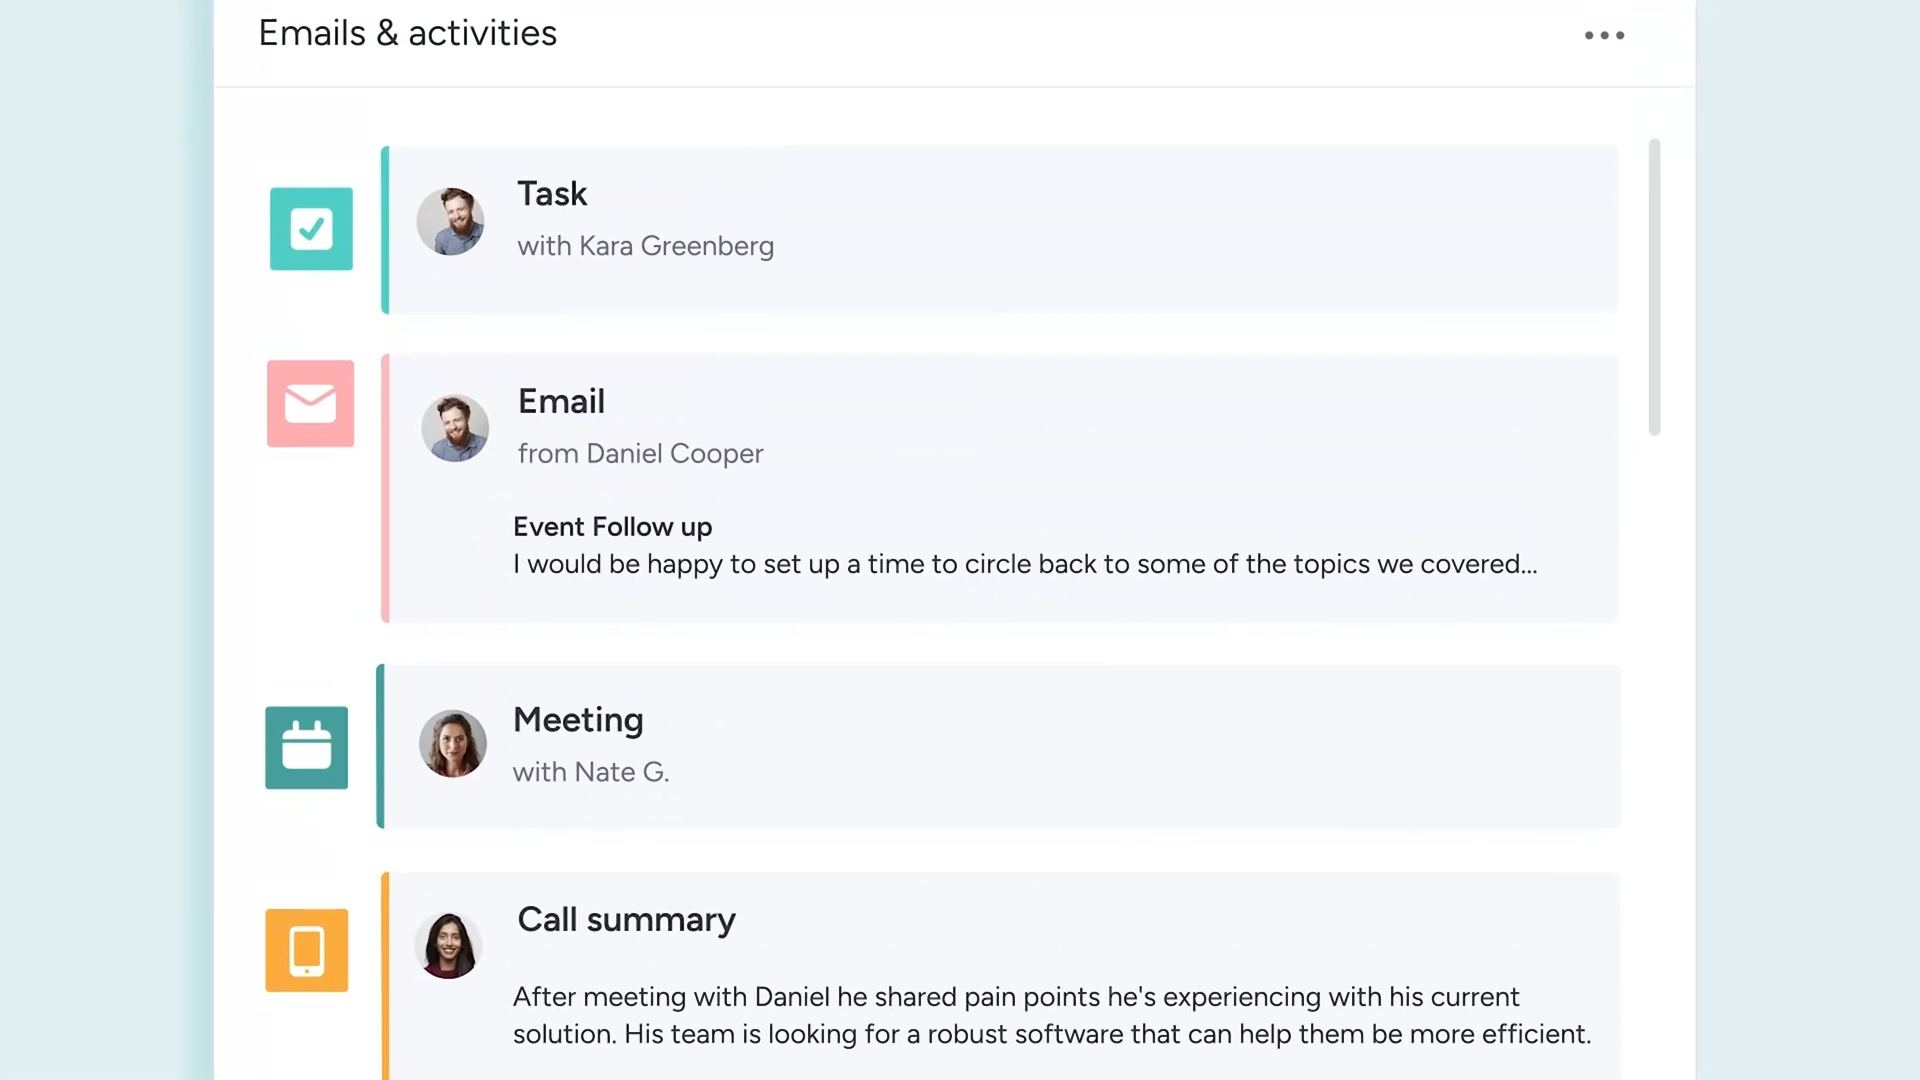 Emails & activities
Task
with Kara Greenberg
Email
from Daniel Cooper
Event Follow up
I would be happy to set up a time to circle back to some of the topics we covered...
Meeting
with Nate G.
Call summary
After meeting with Daniel he shared pain points he's experiencing with his current
solution. His team is looking for a robust software that can help them be more efficient.